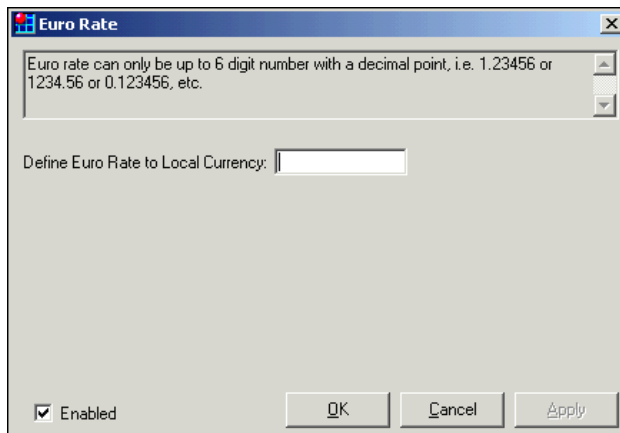 Euro Rate
Euro rate can only be up to 6 digit number with a decimal point, i.e. 1.23456 or
1234.56 or 0.123456, etc.
Define Euro Rate to Local Currency:
Enabled
OK
Cancel
Apply